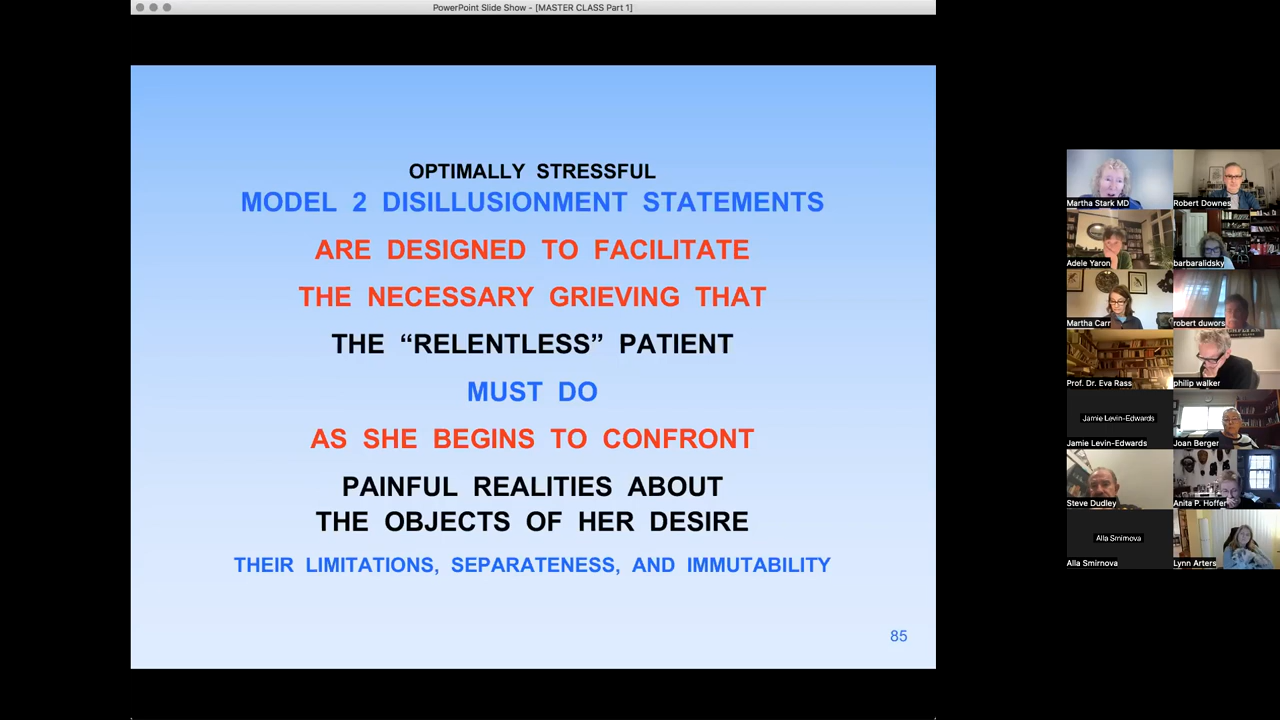 PowerPoint Slide Show - [MASTER CLASS Part 1]
OPTIMALLY STRESSFUL
MODEL 2 DISILLUSIONMENT STATEMENTS
ARE DESIGNED TO FACILITATE
THE NECESSARY GRIEVING THAT
THE “RELENTLESS” PATIENT
MUST DO
AS SHE BEGINS TO CONFRONT
PAINFUL REALITIES ABOUT
THE OBJECTS OF HER DESIRE
THEIR LIMITATIONS, SEPARATENESS, AND IMMUTABILITY
85
Martha Stark MD
Robert Downes
Adele Yaron
barbaralidsky
Martha Carr
robert duwors
Prof. Dr. Eva Rass
philip walker
Jamie Levin-Edwards
Jamie Levin-Edwards
Joan Berger
Steve Dudley
Anita P. Hoffer
Alla Smirnova
Alla Smirnova
Lynn Arters